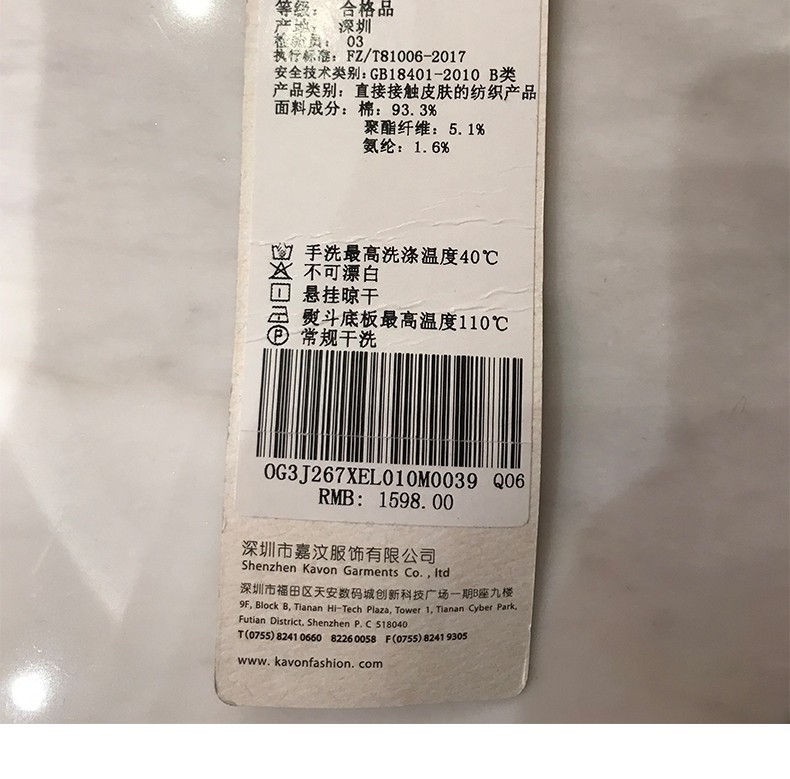 等级： 合格品
产地： 深圳
检验员： 03
执行标准：FZ/T81006-2017
安全技术类别：GB18401-2010 B类
产品类别：直接接触皮肤的纺织产品
面料成分：棉：93.3%
聚酯纤维：5.1%
氨纶：1.6%
手洗最高洗涤温度40℃
不可漂白
悬挂晾干
熨斗底板最高温度110℃
P 常规干洗
OG3J267XEL010M0039 Q06
RMB: 1598.00
深圳市嘉汶服饰有限公司
Shenzhen Kavon Garments Co. , ltd
深圳市福田区天安数码城创新科技广场一期B座九楼
9F, Block B, Tianan Hi-Tech Plaza, Tower 1, Tianan Cyber Park,
Futian District, Shenzhen P. C 518040
T(0755) 8241 0660 8226 0058 F(0755) 8241 9305
www. kavonfashion. com